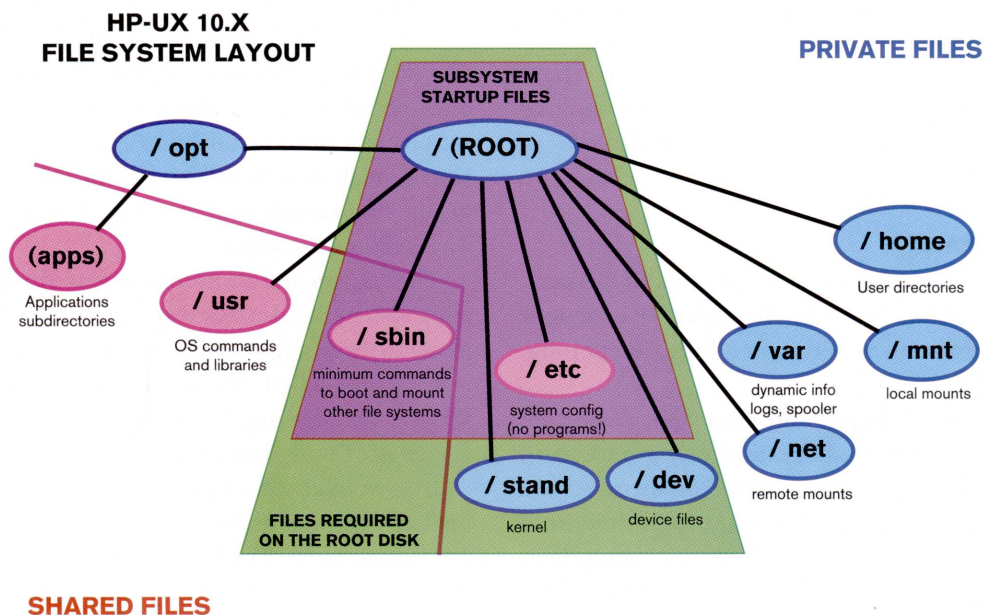 HP-UX 10.X
FILE SYSTEM LAYOUT
PRIVATE FILES
SUBSYSTEM
STARTUP FILES
/ opt
/ (ROOT)
(apps)
Applications
subdirectories
/ usr
OS commands
and libraries
/ sbin
minimum commands
to boot and mount
other file systems
/ etc
system config
(no programs!)
/ home
User directories
/ var
dynamic info
logs, spooler
/ mnt
local mounts
/ net
remote mounts
/ stand
kernel
/ dev
device files
FILES REQUIRED
ON THE ROOT DISK
SHARED FILES